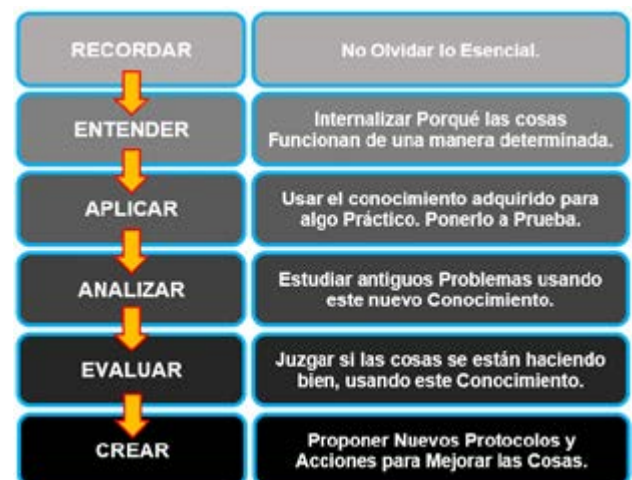 RECORDAR
No Olvidar lo Esencial.
ENTENDER
Internalizar Porqué las cosas
Funcionan de una manera determinada.
APLICAR
Usar el conocimiento adquirido para
algo Práctico. Ponerlo a Prueba.
ANALIZAR
Estudiar antiguos Problemas usando
este nuevo Conocimiento.
EVALUAR
Juzgar si las cosas se están haciendo
bien, usando este Conocimiento.
CREAR
Proponer Nuevos Protocolos y
Acciones para Mejorar las Cosas.